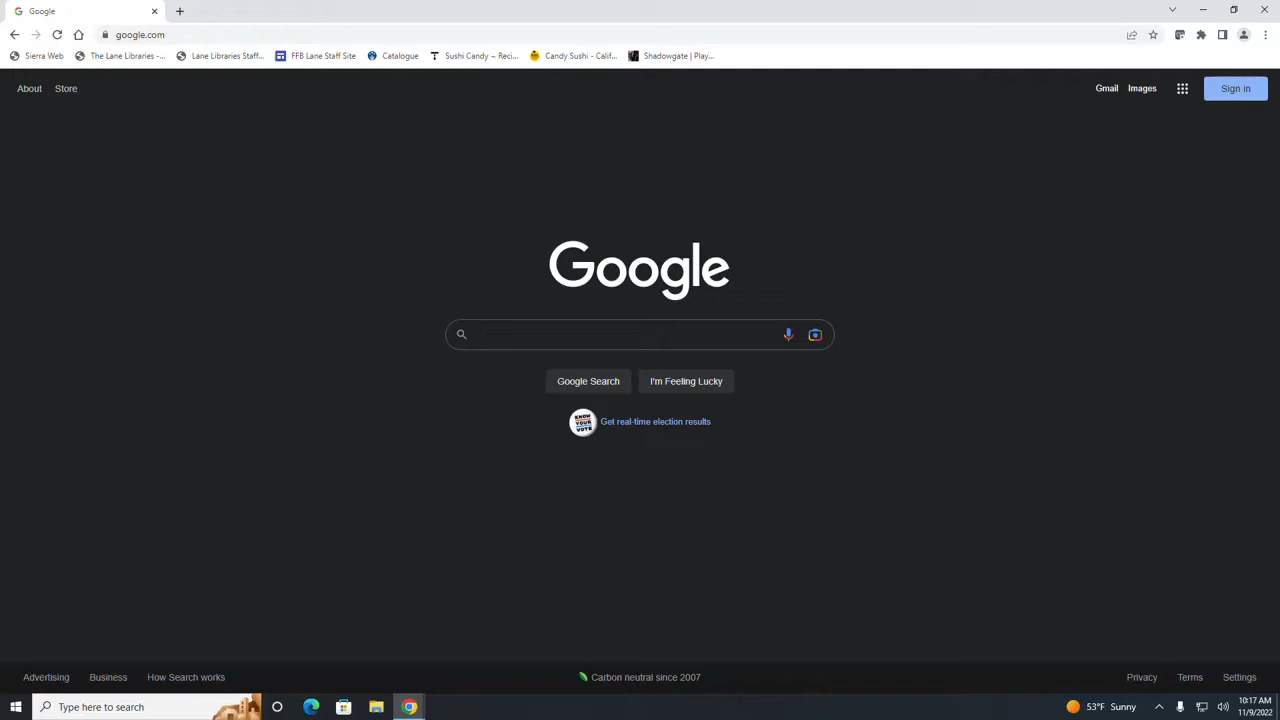 Google
google.com
Sierra Web
The Lane Libraries -...
Lane Libraries Staff...
FFB Lane Staff Site
Catalogue
Sushi Candy – Reci...
Candy Sushi - Calif...
Shadowgate | Play...
About
Store
Gmail
Images
Sign in
Google
Google Search
I'm Feeling Lucky
KNOW
YOUR
VOTE
Get real-time election results
Advertising
Business
How Search works
Carbon neutral since 2007
Privacy
Terms
Settings
Type here to search
53°F Sunny
10:17 AM
11/9/2022